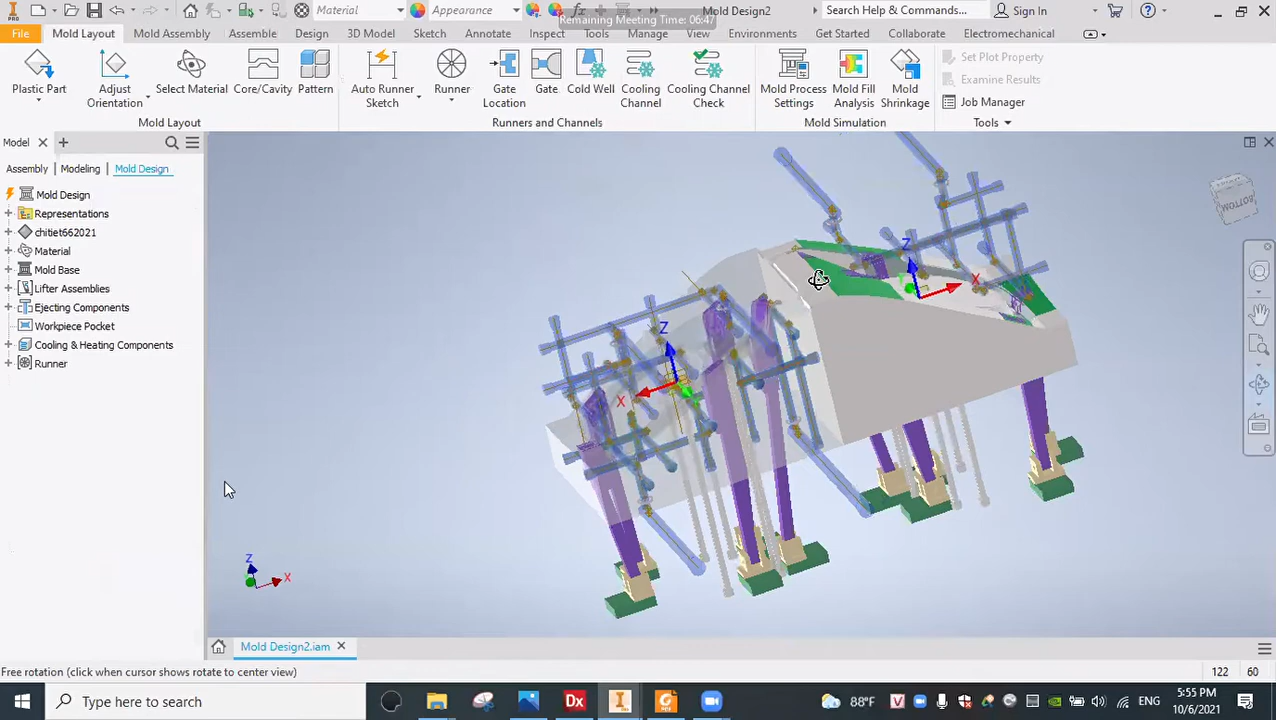 PRO
Material
Appearance
Remaining Meeting Time: 06:47
Mold Design2
Search Help & Commands...
Sign In
File
Mold Layout
Mold Assembly
Assemble
Design
3D Model
Sketch
Annotate
Inspect
Tools
Manage
View
Environments
Get Started
Collaborate
Electromechanical
Plastic Part
Adjust Orientation
Select Material
Core/Cavity
Pattern
Auto Runner Sketch
Runner
Gate Location
Gate
Cold Well
Cooling Channel
Cooling Channel Check
Mold Process Settings
Mold Fill Analysis
Mold Shrinkage
Set Plot Property
Examine Results
Job Manager
Mold Layout
Runners and Channels
Mold Simulation
Tools
Model
Assembly
Modeling
Mold Design
Mold Design
Representations
chitiet662021
Material
Mold Base
Lifter Assemblies
Ejecting Components
Workpiece Pocket
Cooling & Heating Components
Runner
BOTTOM
Z
X
Z
X
Z
X
Mold Design2.iam
Free rotation (click when cursor shows rotate to center view)
122
60
Type here to search
Dx
I
88°F
V
ENG
5:55 PM
10/6/2021